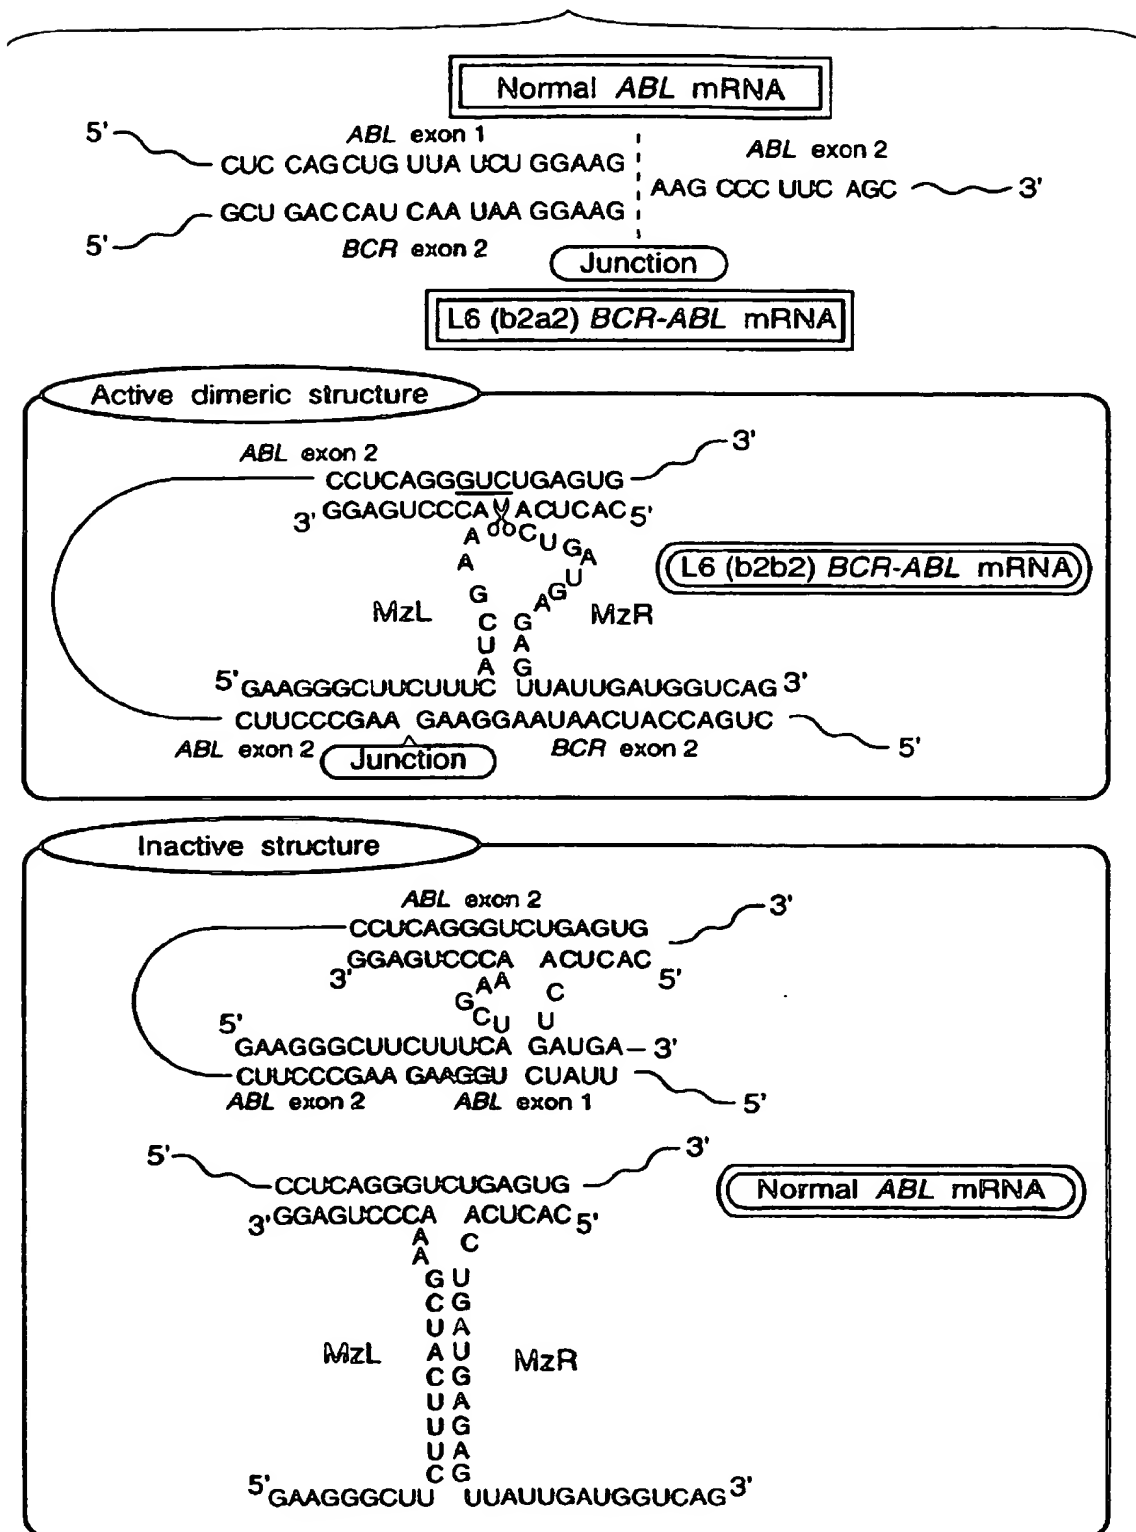 Normal ABL mRNA
5'
ABL exon 1
ABL exon 2
CUC CAGCUG UUA UCU GGAAG
AAG CCC UUC AGC
3'
GCU GACCAU CAA UAA GGAAG
5'
BCR exon 2
Junction
L6 (b2a2) BCR-ABL mRNA
Active dimeric structure
ABL exon 2
3'
CCUCAGGGUCUGAGUG
3'
GGAGUCCCA
ACUCAC
5'
A
A
G
C
U
A
C
U
G
A
U
G
A
G
A
G
L6 (b2b2) BCR-ABL mRNA
MzL
MzR
5'
GAAGGGCUUCUUUC
UUAUUGAUGGUCAG
3'
CUUCCCGAA GAAGGAAUAACUACCAGUC
5'
ABL exon 2
Junction
BCR exon 2
Inactive structure
ABL exon 2
3'
CCUCAGGGUCUGAGUG
3'
GGAGUCCCA
ACUCAC
5'
A
A
G
C
U
C
U
5'
GAAGGGCUUCUUUCA GAUGA
3'
CUUCCCGAA GAAGGU CUAUU
5'
ABL exon 2
ABL exon 1
5'
3'
CCUCAGGGUCUGAGUG
3'
GGAGUCCCA
ACUCAC
5'
A
C
A
G U
C G
U A
Normal ABL mRNA
MzL
A U
MzR
C G
U A
U G
U A
C G
5'
GAAGGGCUU
UUAUUGAUGGUCAG
3'